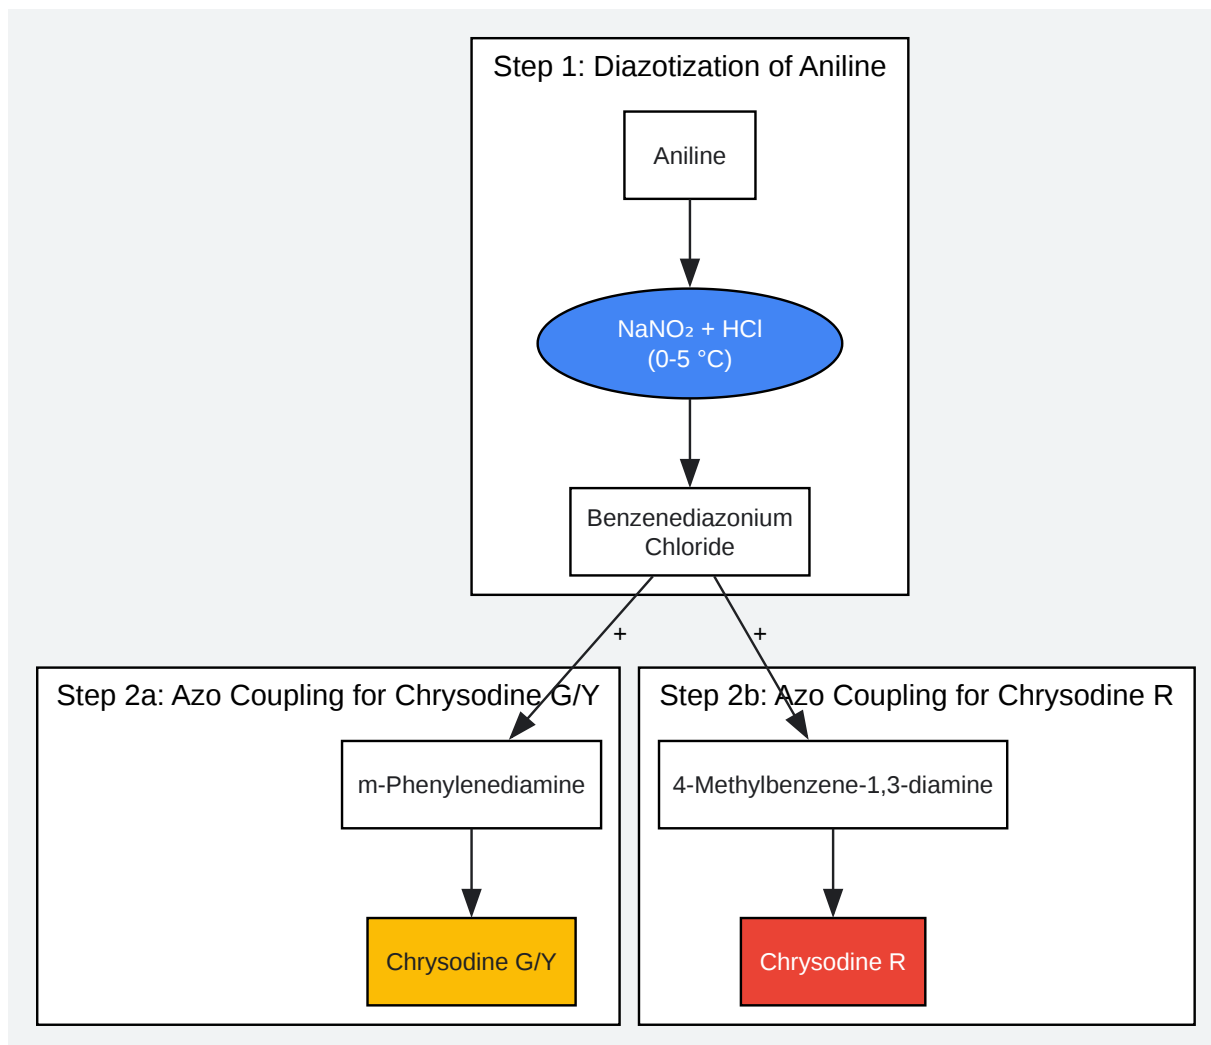 Step 1: Diazotization of Aniline
Aniline
NaNO₂ + HCl
(0-5 °C)
Benzenediazonium
Chloride
+
+
Step 2a: Azo Coupling for Chrysodine G/Y
Step 2b: Azo Coupling for Chrysodine R
m-Phenylenediamine
4-Methylbenzene-1,3-diamine
Chrysodine G/Y
Chrysodine R